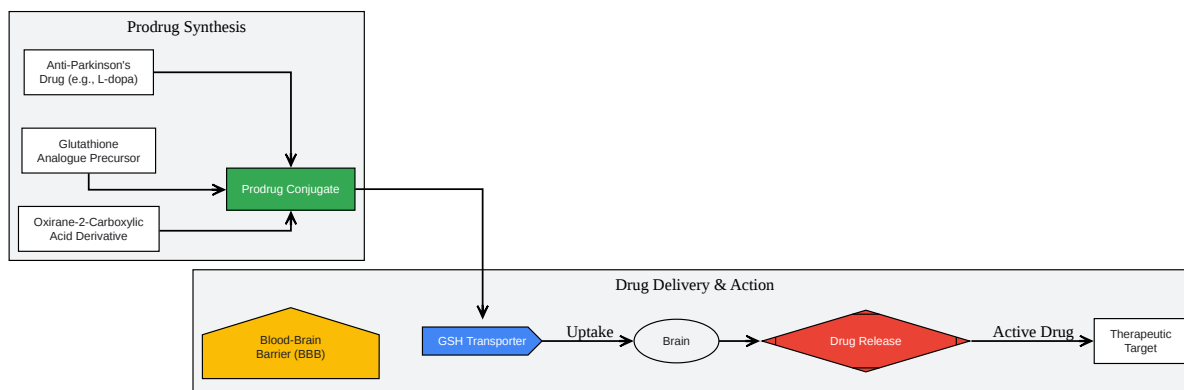 Prodrug Synthesis
Anti-Parkinson's
Drug (e.g., L-dopa)
Glutathione
Analogue Precursor
Prodrug Conjugate
Oxirane-2-Carboxylic
Acid Derivative
Drug Delivery & Action
Blood-Brain
Barrier (BBB)
GSH Transporter
Uptake
Brain
Drug Release
Active Drug
Therapeutic
Target